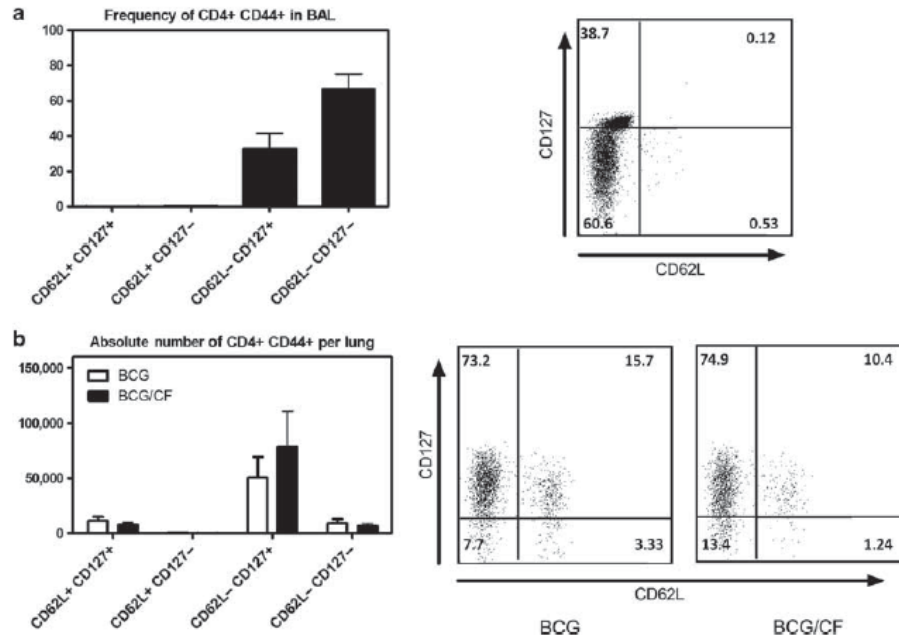 a
Frequency of CD4+ CD44+ in BAL
100
80
60
40
20
0
CD62L+ CD127+
CD62L+ CD127−
CD62L− CD127+
CD62L− CD127−
38.7
0.12
CD127
60.6
0.53
CD62L
b
Absolute number of CD4+ CD44+ per lung
150,000
100,000
50,000
0
BCG
BCG/CF
CD62L+ CD127+
CD62L+ CD127−
CD62L− CD127+
CD62L− CD127−
73.2
15.7
CD127
7.7
3.33
74.9
10.4
13.4
1.24
CD62L
BCG
BCG/CF